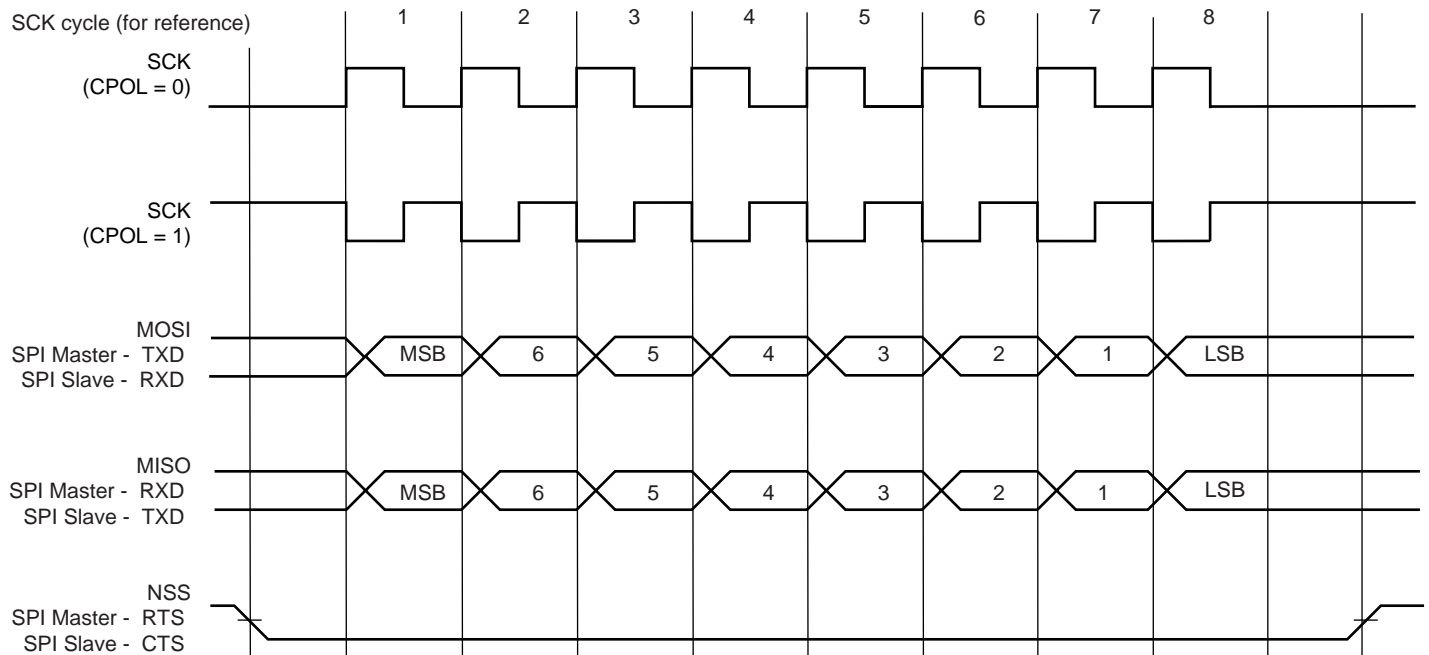 SCK cycle (for reference)
1 2 3 4 5 6 7 8
SCK
(CPOL = 0)
SCK
(CPOL = 1)
MOSI
SPI Master - TXD
SPI Slave - RXD
MSB 6 5 4 3 2 1 LSB
MISO
SPI Master - RXD
SPI Slave - TXD
MSB 6 5 4 3 2 1 LSB
NSS
SPI Master - RTS
SPI Slave - CTS